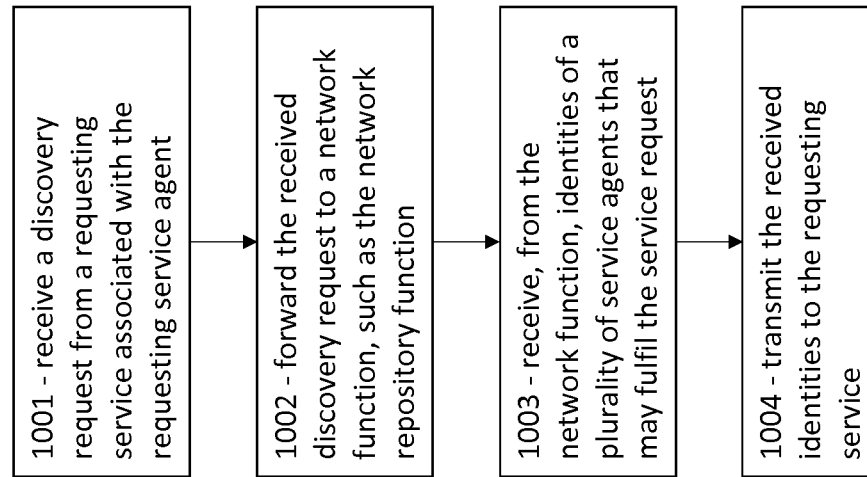 1001 - receive a discovery
request from a requesting
service associated with the
requesting service agent
1002 - forward the received
discovery request to a network
function, such as the network
repository function
1003 - receive, from the
network function, identities of a
plurality of service agents that
may fulfil the service request
1004 - transmit the received
identities to the requesting
service